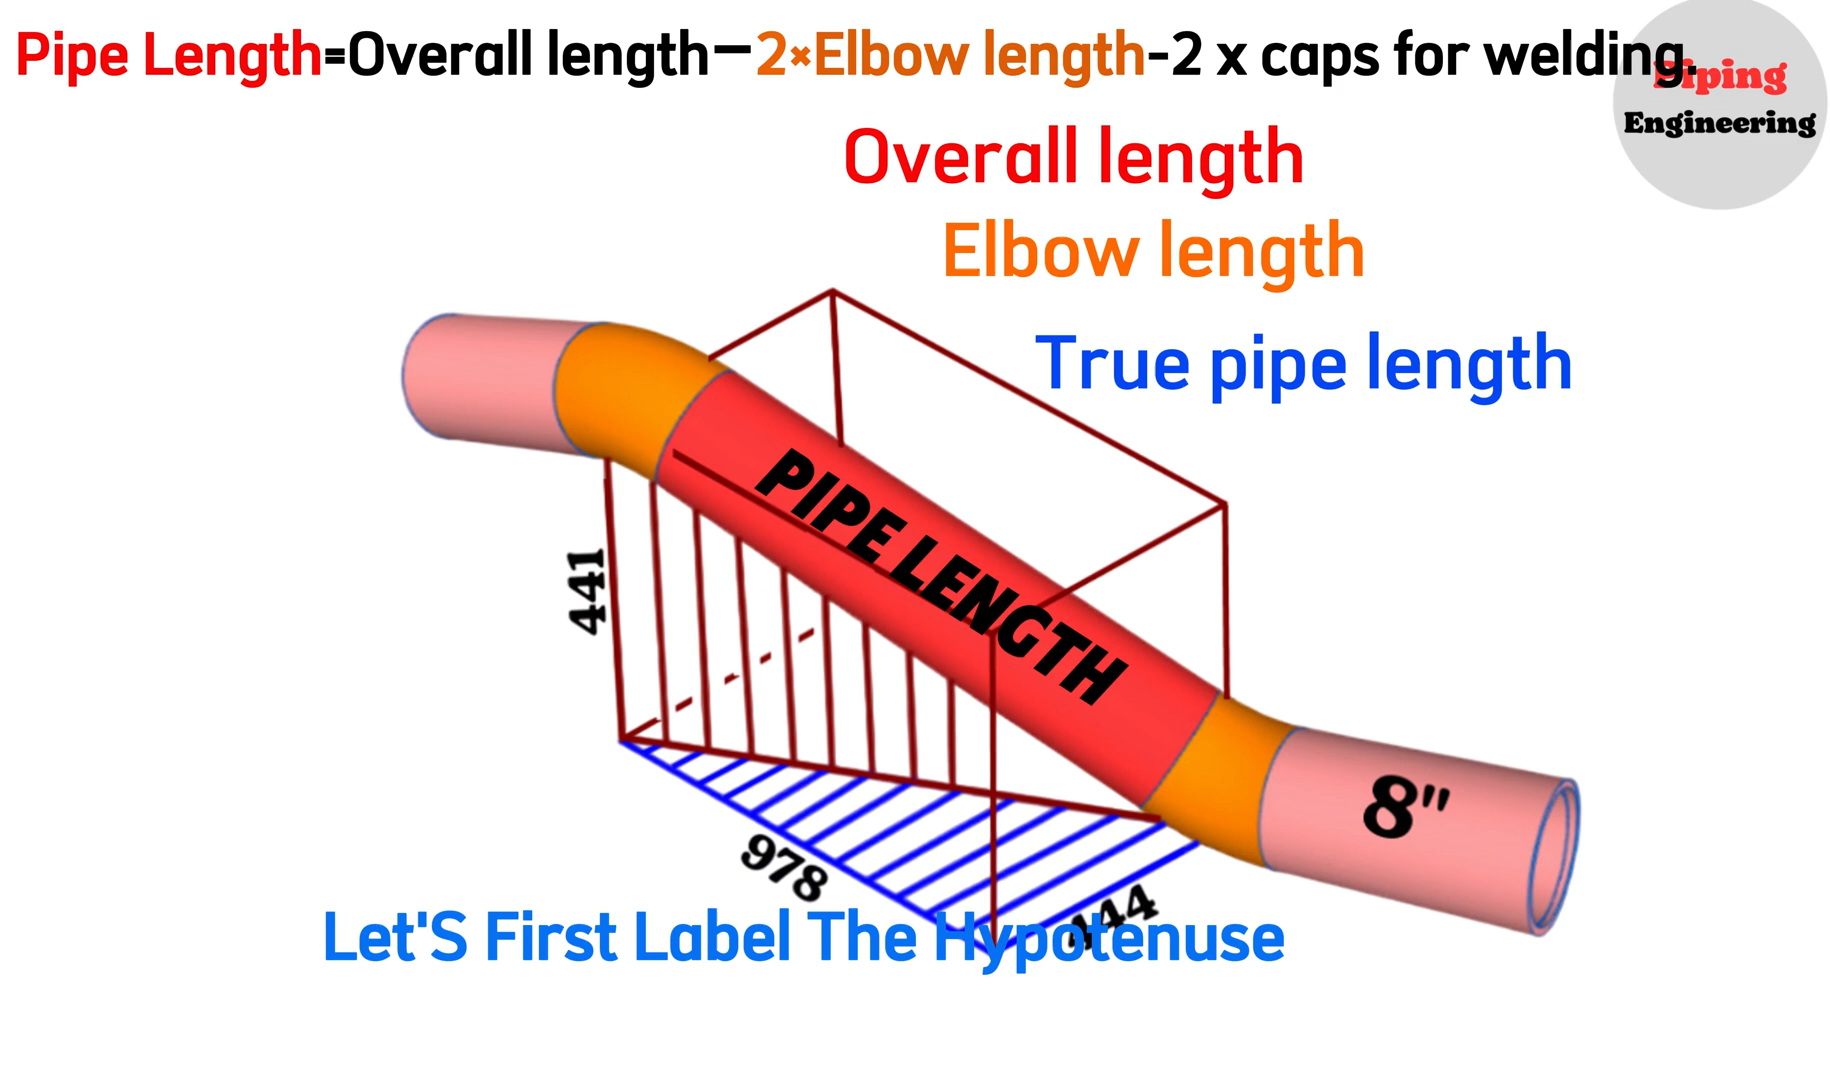 Pipe Length=Overall length−2×Elbow length-2 x caps for welding.
Piping
Engineering
Overall length
Elbow length
True pipe length
PIPE LENGTH
441
8"
978
444
Let'S First Label The Hypotenuse